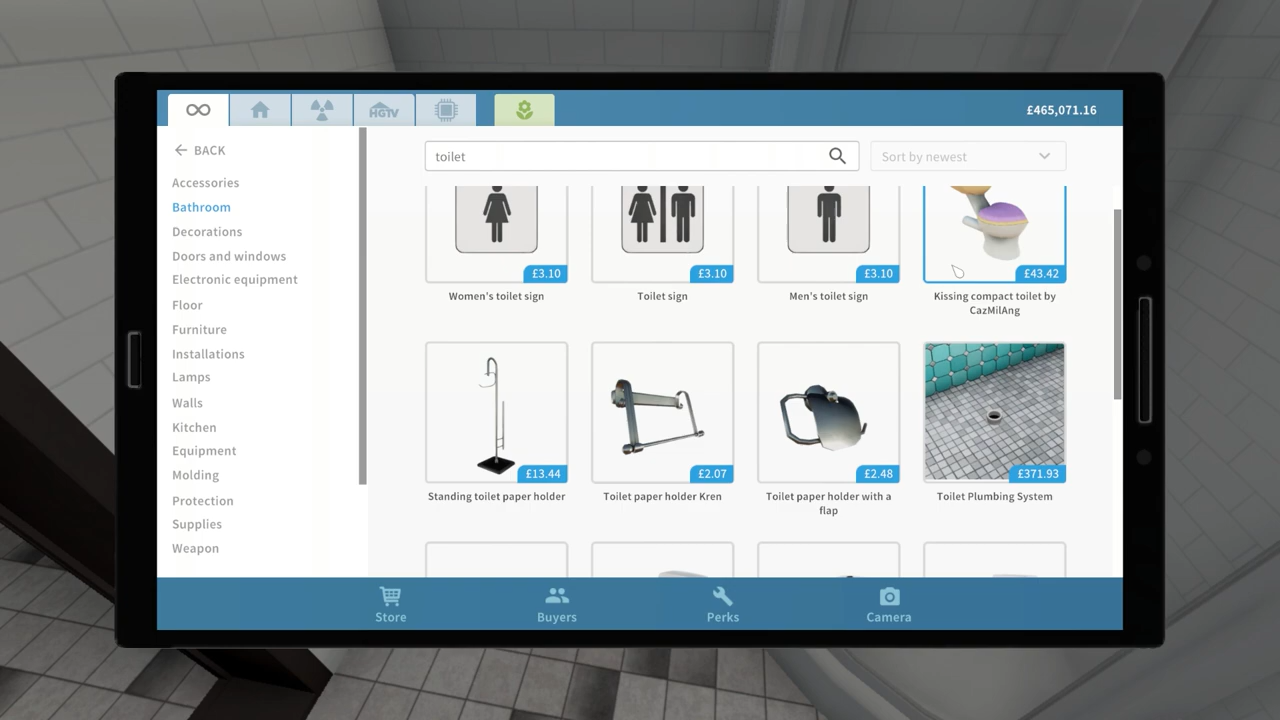 HGTV
£465,071.16
BACK
toilet
Sort by newest
Accessories
Bathroom
Decorations
Doors and windows
Electronic equipment
Floor
Furniture
Installations
Lamps
Walls
Kitchen
Equipment
Molding
Protection
Supplies
Weapon
£3.10
£3.10
£3.10
£43.42
Women's toilet sign
Toilet sign
Men's toilet sign
Kissing compact toilet by
CazMilAng
£13.44
£2.07
£2.48
£371.93
Standing toilet paper holder
Toilet paper holder Kren
Toilet paper holder with a
flap
Toilet Plumbing System
Store
Buyers
Perks
Camera